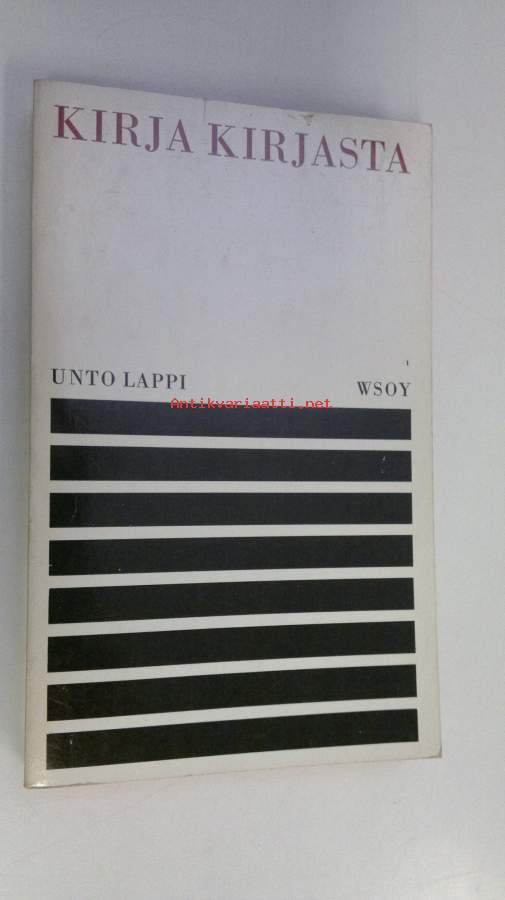 KIRJA KIRJASTA
UNTO LAPPI WSOY
Antikvariaatti.net